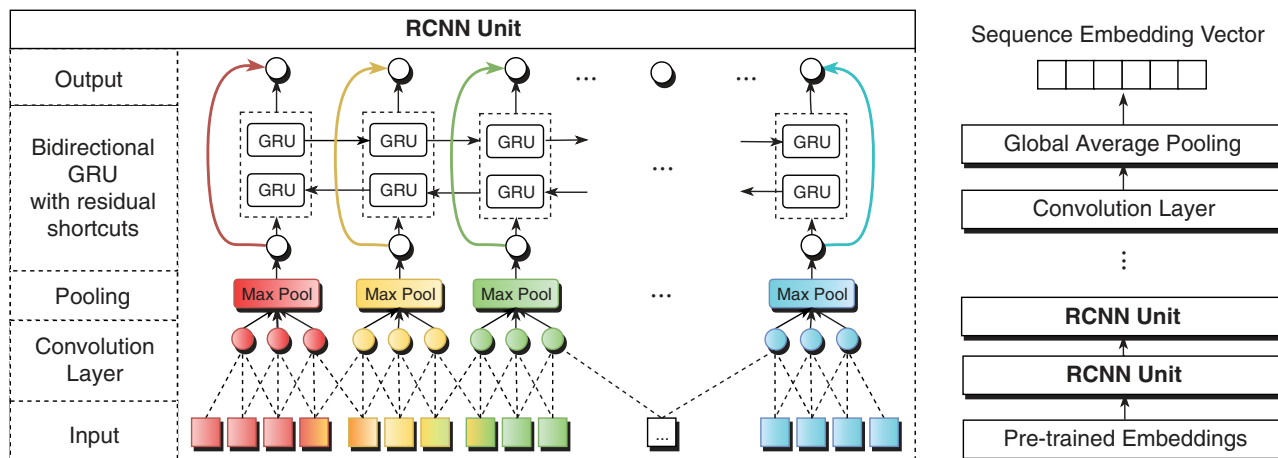 RCNN Unit
Output
...
...
Bidirectional
GRU
with residual
shortcuts
GRU
GRU
GRU
GRU
...
GRU
GRU
GRU
GRU
Pooling
Max Pool
Max Pool
Max Pool
...
Max Pool
Convolution
Layer
Input
...
Sequence Embedding Vector
Global Average Pooling
Convolution Layer
...
RCNN Unit
RCNN Unit
Pre-trained Embeddings